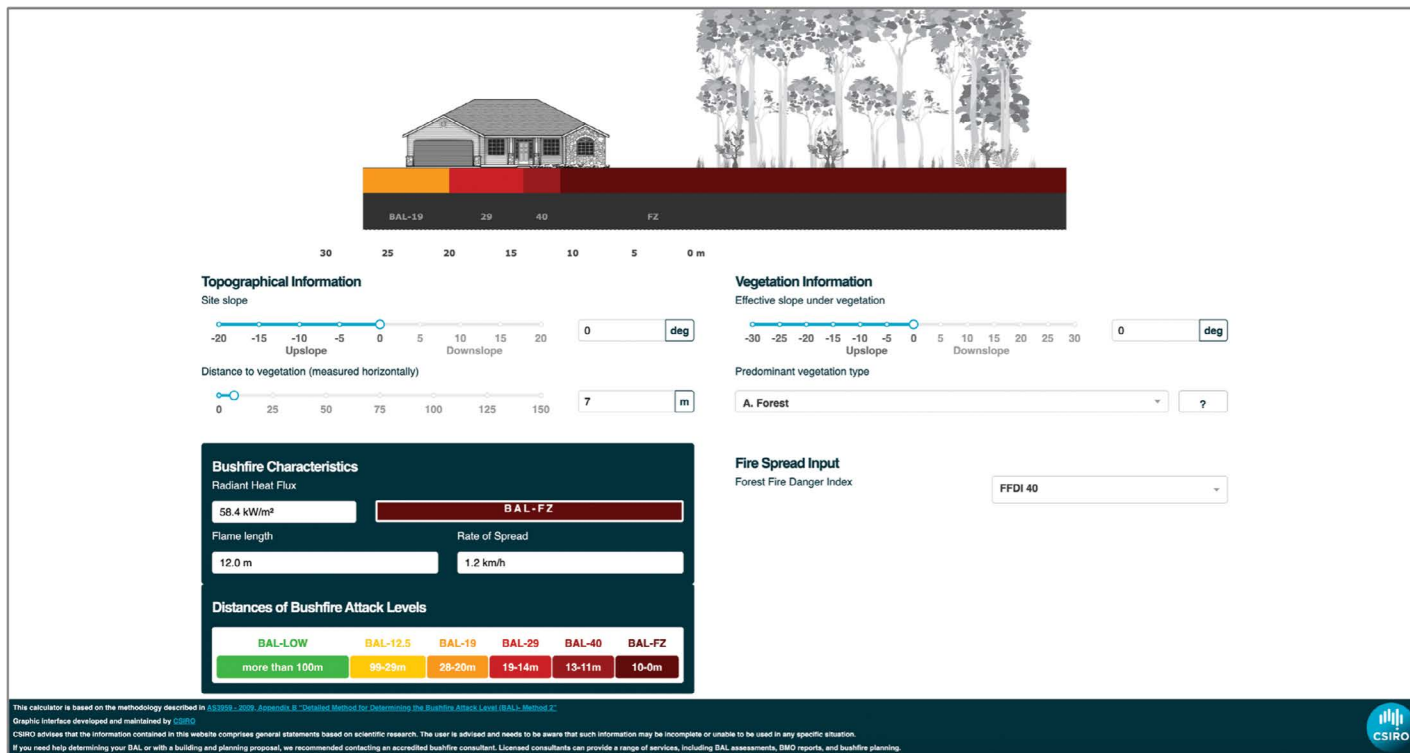 BAL-19 29 40 FZ
30 25 20 15 10 5 0 m
Topographical Information
Site slope
-20 -15 -10 -5 0 5 10 15 20
Upslope Downslope
0 deg
Distance to vegetation (measured horizontally)
0 25 50 75 100 125 150
7 m
Vegetation Information
Effective slope under vegetation
-30 -25 -20 -15 -10 -5 0 5 10 15 20 25 30
Upslope Downslope
0 deg
Predominant vegetation type
A. Forest ?
Bushfire Characteristics
Radiant Heat Flux
58.4 kW/m² BAL-FZ
Flame length Rate of Spread
12.0 m 1.2 km/h
Fire Spread Input
Forest Fire Danger Index FFDI 40
Distances of Bushfire Attack Levels
BAL-LOW BAL-12.5 BAL-19 BAL-29 BAL-40 BAL-FZ
more than 100m 99-29m 28-20m 19-14m 13-11m 10-0m
This calculator is based on the methodology described in AS3959 - 2009, Appendix B "Detailed Method for Determining the Bushfire Attack Level (BAL)- Method 2"
Graphic Interface developed and maintained by CSIRO
CSIRO advises that the information contained in this website comprises general statements based on scientific research. The user is advised and needs to be aware that such information may be incomplete or unable to be used in any specific situation.
If you need help determining your BAL or with a building and planning proposal, we recommended contacting an accredited bushfire consultant. Licensed consultants can provide a range of services, including BAL assessments, BMO reports, and bushfire planning.
CSIRO